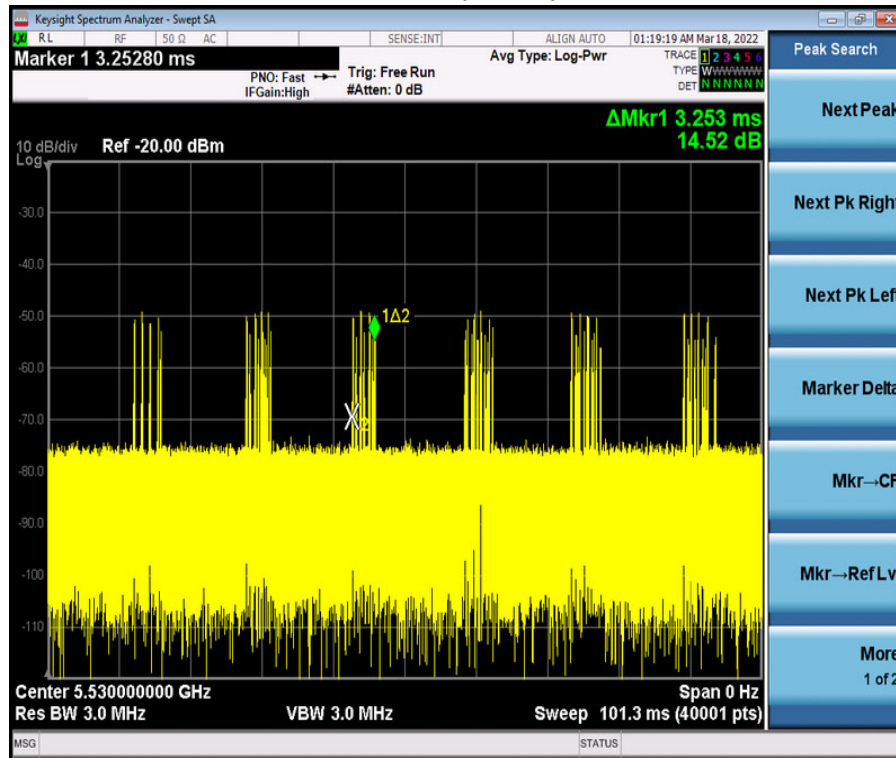 Keysight Spectrum Analyzer - Swept SA
LXI RL RF 50 Ω AC SENSE:INT ALIGN AUTO 01:19:19 AM Mar 18, 2022
Marker 1 3.25280 ms
PNO: Fast
IFGain:High
Trig: Free Run
#Atten: 0 dB
Avg Type: Log-Pwr
TRACE 1 2 3 4 5 6
TYPE WWWWWW
DET N N N N N N
ΔMkr1 3.253 ms
14.52 dB
10 dB/div Ref -20.00 dBm
Log
-30.0
-40.0
-50.0
-60.0
-70.0
-80.0
-90.0
-100
-110
1Δ2
X2
Center 5.530000000 GHz Span 0 Hz
Res BW 3.0 MHz VBW 3.0 MHz Sweep 101.3 ms (40001 pts)
MSG STATUS
Peak Search
Next Peak
Next Pk Right
Next Pk Left
Marker Delta
Mkr→CF
Mkr→Ref Lv
More
1 of 2